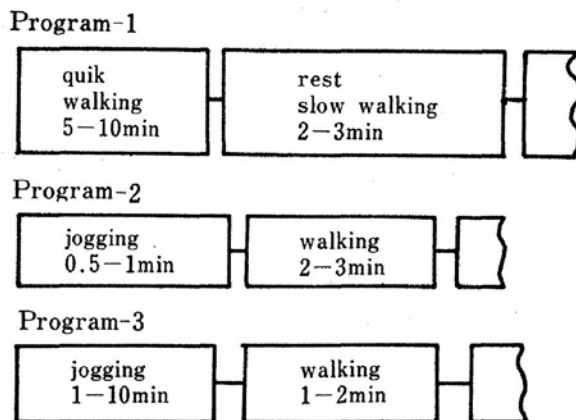 Program-1
quik
walking
5-10min
rest
slow walking
2-3min
Program-2
jogging
0.5-1min
walking
2-3min
Program-3
jogging
1-10min
walking
1-2min